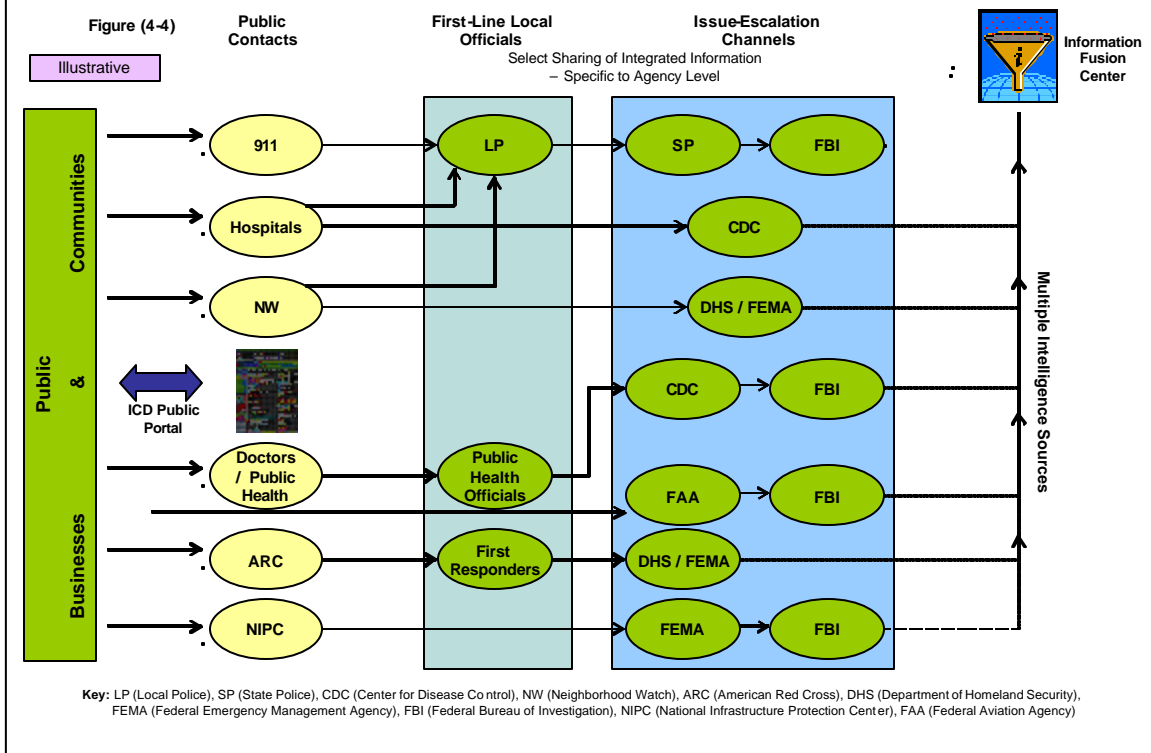 Figure (4-4)
Illustrative
Public
Contacts
First-Line Local
Officials
Issue-Escalation
Channels
Select Sharing of Integrated Information
– Specific to Agency Level
:
i
Information
Fusion
Center
Public & Businesses Communities
911
LP
SP
FBI
Hospitals
CDC
NW
DHS / FEMA
ICD Public
Portal
CDC
FBI
Doctors
/ Public
Health
Public
Health
Officials
FAA
FBI
ARC
First
Responders
DHS / FEMA
NIPC
FEMA
FBI
Multiple Intelligence Sources
Key: LP (Local Police), SP (State Police), CDC (Center for Disease Control), NW (Neighborhood Watch), ARC (American Red Cross), DHS (Department of Homeland Security),
FEMA (Federal Emergency Management Agency), FBI (Federal Bureau of Investigation), NIPC (National Infrastructure Protection Center), FAA (Federal Aviation Agency)